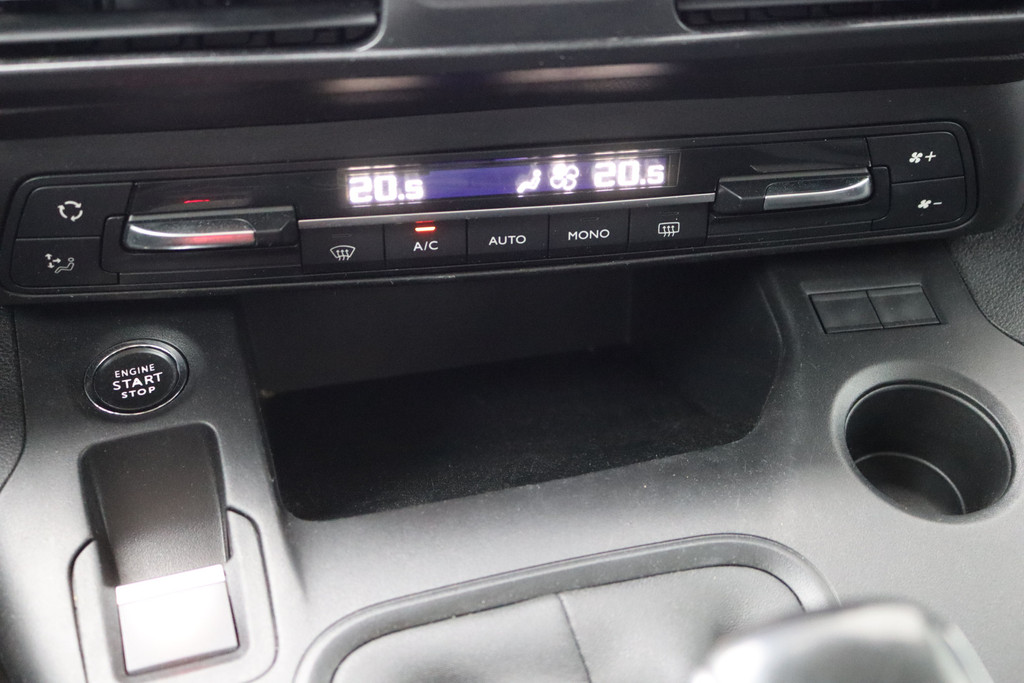 20.5 20.5
A/C AUTO MONO
ENGINE
START
STOP